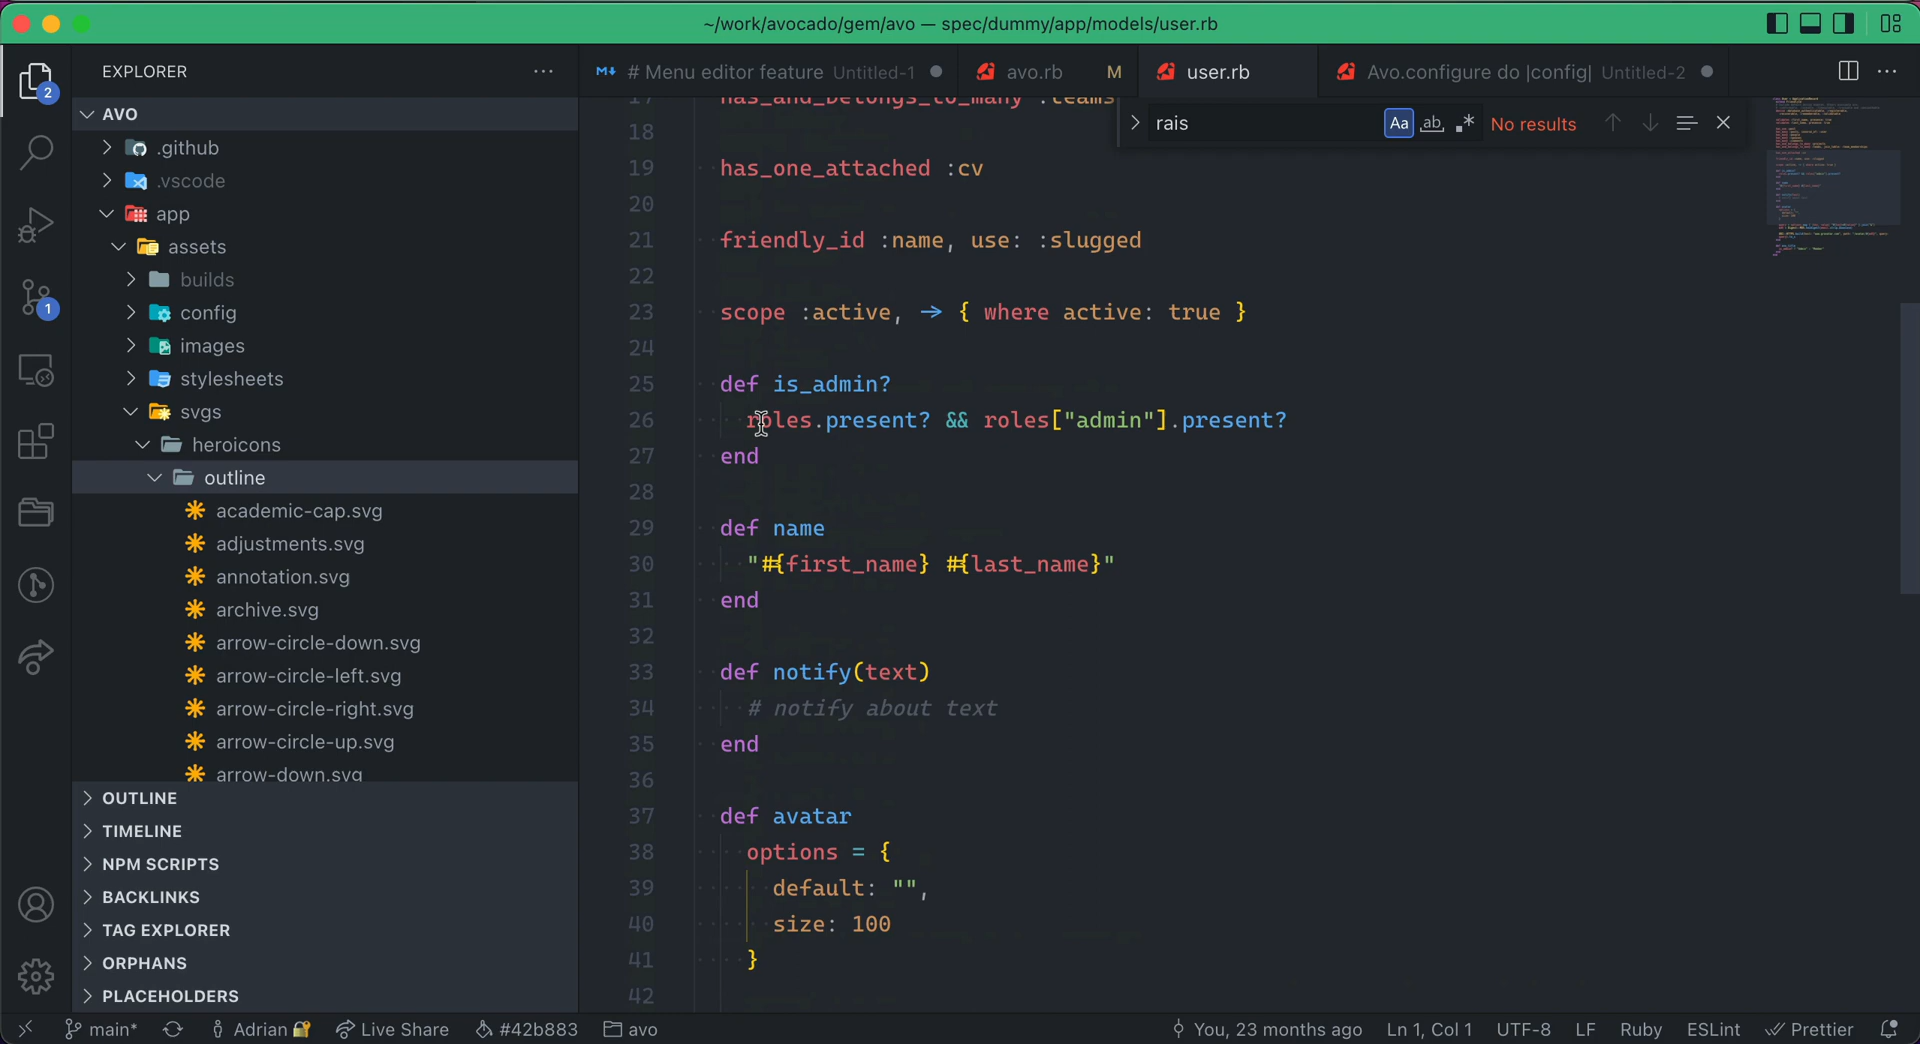 ~/work/avocado/gem/avo — spec/dummy/app/models/user.rb
EXPLORER
2
# Menu editor feature Untitled-1
avo.rb M
user.rb
Avo.configure do |config| Untitled-2
AVO
.github
.vscode
app
assets
builds
config
images
stylesheets
svgs
heroicons
outline
academic-cap.svg
adjustments.svg
annotation.svg
archive.svg
arrow-circle-down.svg
arrow-circle-left.svg
arrow-circle-right.svg
arrow-circle-up.svg
arrow-down.svg
OUTLINE
TIMELINE
NPM SCRIPTS
BACKLINKS
TAG EXPLORER
ORPHANS
PLACEHOLDERS
1
rais Aa ab .* No results
17 has_and_belongs_to_many :teams
18
19 has_one_attached :cv
20
21 friendly_id :name, use: :slugged
22
23 scope :active, -> { where active: true }
24
25 def is_admin?
26 roles.present? && roles["admin"].present?
27 end
28
29 def name
30 "#{first_name} #{last_name}"
31 end
32
33 def notify(text)
34 # notify about text
35 end
36
37 def avatar
38 options = {
39 default: "",
40 size: 100
41 }
42
main* Adrian Live Share #42b883 avo You, 23 months ago Ln 1, Col 1 UTF-8 LF Ruby ESLint Prettier